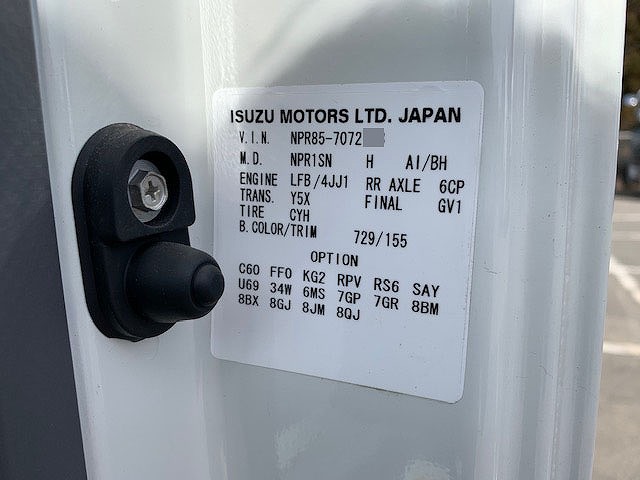 ISUZU MOTORS LTD. JAPAN
V.I.N. NPR85-7072
M.D. NPR1SN H AI/BH
ENGINE LFB/4JJ1 RR AXLE 6CP
TRANS. Y5X FINAL GV1
TIRE CYH
B.COLOR/TRIM 729/155
OPTION
C60 FF0 KG2 RPV RS6 SAY
U69 34W 6MS 7GP 7GR 8BM
8BX 8GJ 8JM 8QJ